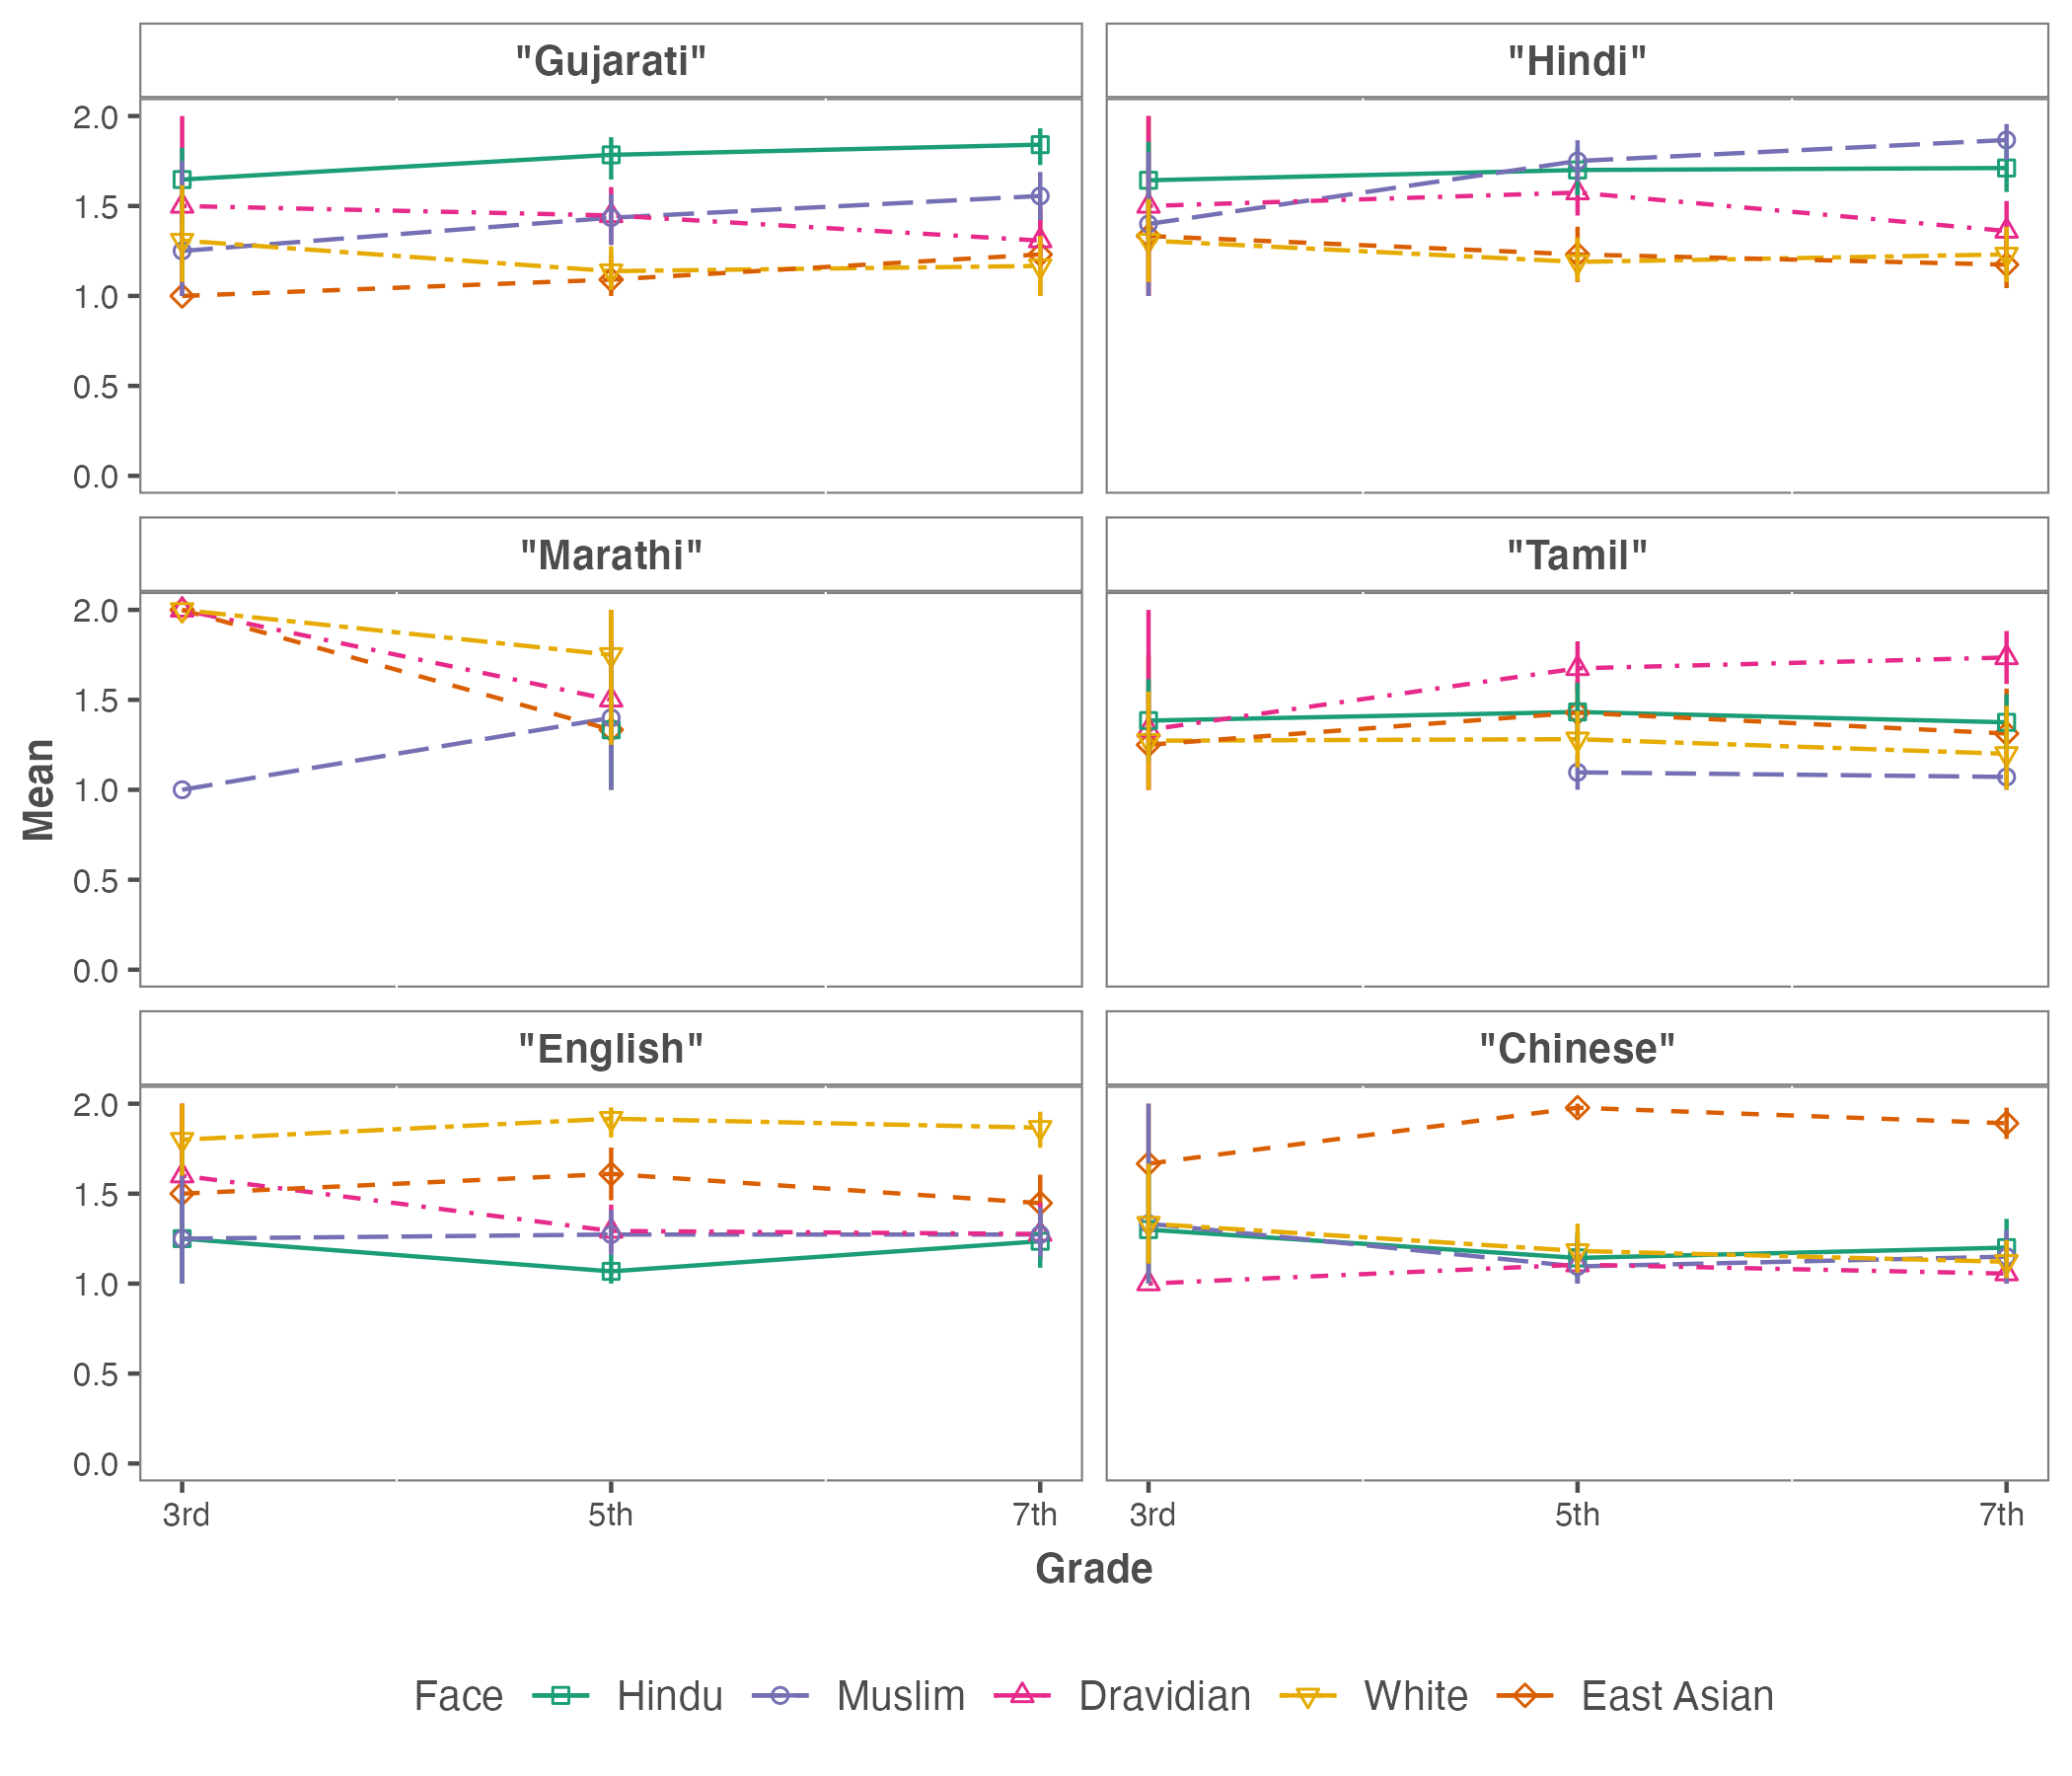 "Gujarati" "Hindi"
2.0
1.5
1.0
0.5
0.0
"Marathi" "Tamil"
2.0
1.5
1.0
0.5
0.0
"English" "Chinese"
2.0
1.5
1.0
0.5
0.0
Mean
3rd 5th 7th 3rd 5th 7th
Grade
Face Hindu Muslim Dravidian White East Asian